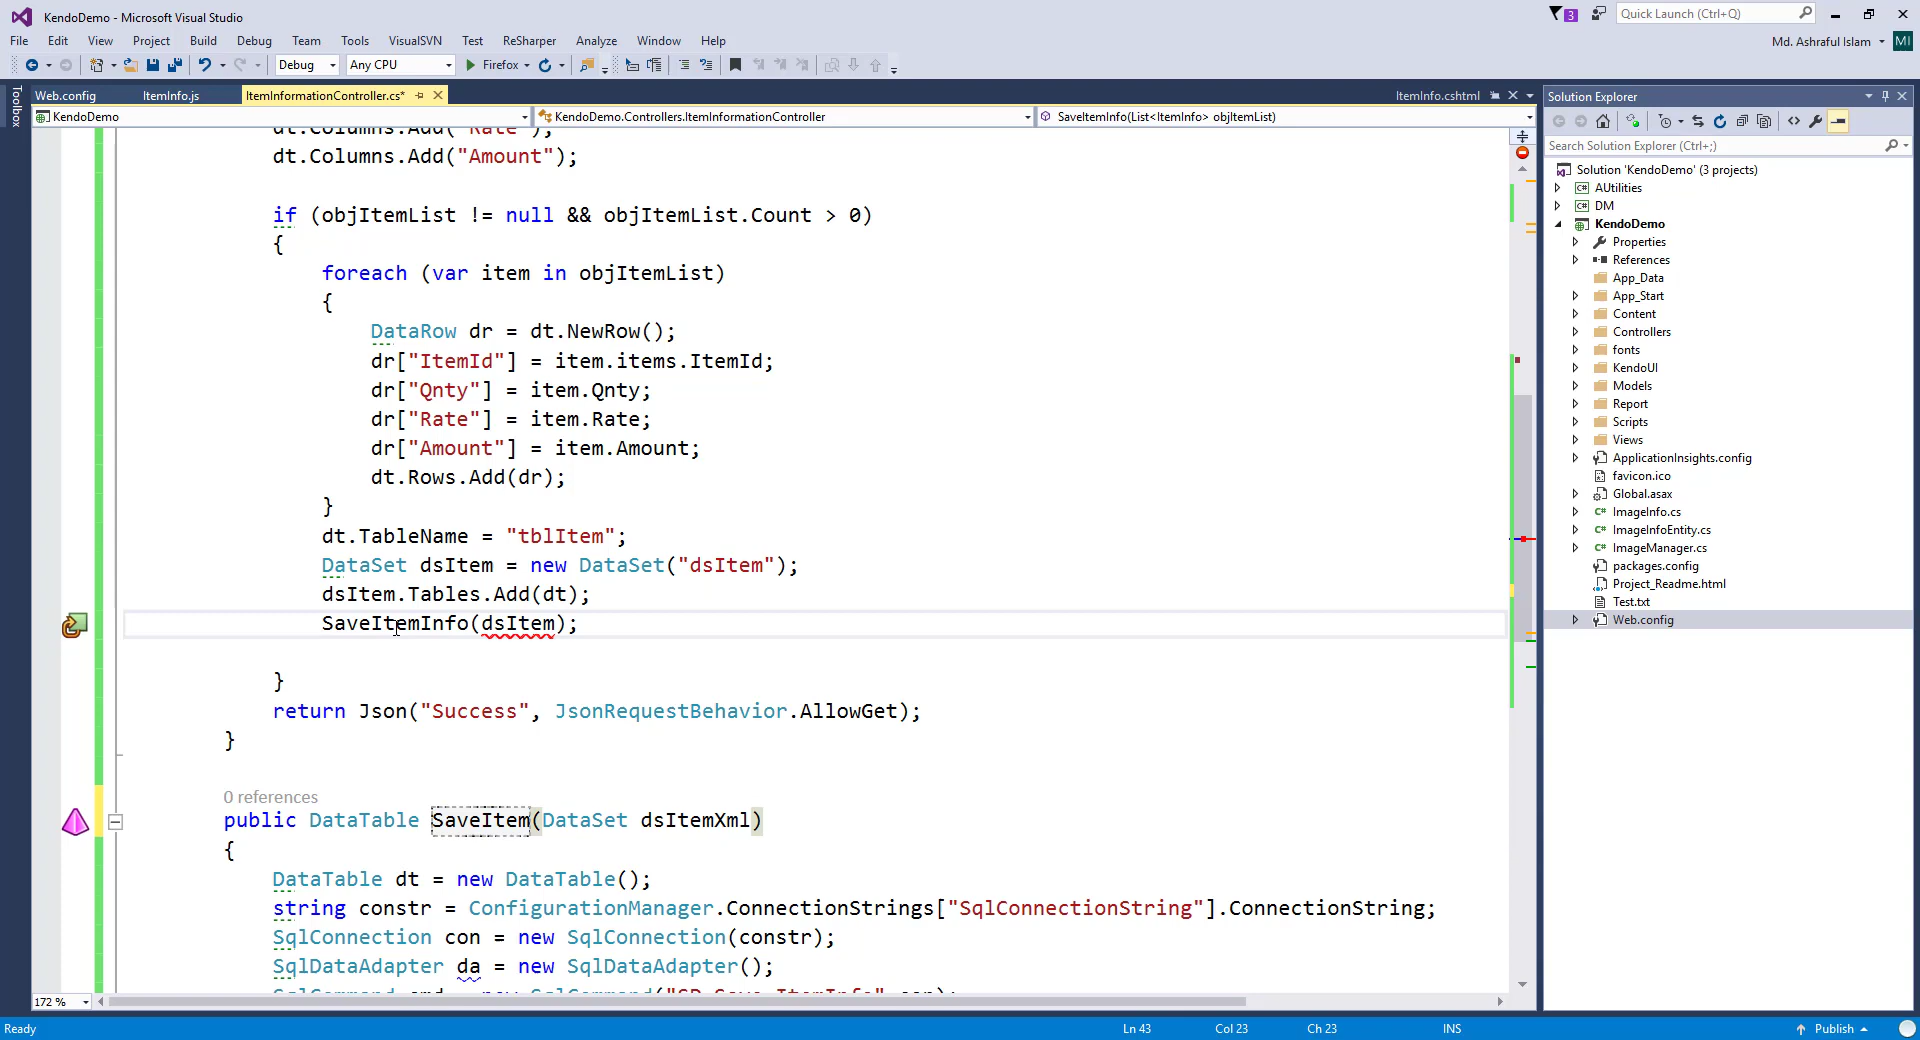 KendoDemo - Microsoft Visual Studio
3
Quick Launch (Ctrl+Q)
File Edit View Project Build Debug Team Tools VisualSVN Test ReSharper Analyze Window Help
Md. Ashraful Islam MI
Debug Any CPU Firefox
Toolbox
Web.config ItemInfo.js ItemInformationController.cs* ItemInfo.cshtml
KendoDemo KendoDemo.Controllers.ItemInformationController SaveItemInfo(List<ItemInfo> objItemList)
dt.Columns.Add("Rate");
dt.Columns.Add("Amount");
if (objItemList != null && objItemList.Count > 0)
{
foreach (var item in objItemList)
{
DataRow dr = dt.NewRow();
dr["ItemId"] = item.items.ItemId;
dr["Qnty"] = item.Qnty;
dr["Rate"] = item.Rate;
dr["Amount"] = item.Amount;
dt.Rows.Add(dr);
}
dt.TableName = "tblItem";
DataSet dsItem = new DataSet("dsItem");
dsItem.Tables.Add(dt);
SaveItemInfo(dsItem);
}
return Json("Success", JsonRequestBehavior.AllowGet);
}
0 references
public DataTable SaveItem(DataSet dsItemXml)
{
DataTable dt = new DataTable();
string constr = ConfigurationManager.ConnectionStrings["SqlConnectionString"].ConnectionString;
SqlConnection con = new SqlConnection(constr);
SqlDataAdapter da = new SqlDataAdapter();
172 %
Solution Explorer
Search Solution Explorer (Ctrl+;)
Solution 'KendoDemo' (3 projects)
AUtilities
DM
KendoDemo
Properties
References
App_Data
App_Start
Content
Controllers
fonts
KendoUI
Models
Report
Scripts
Views
ApplicationInsights.config
favicon.ico
Global.asax
ImageInfo.cs
ImageInfoEntity.cs
ImageManager.cs
packages.config
Project_Readme.html
Test.txt
Web.config
Ready Ln 43 Col 23 Ch 23 INS Publish